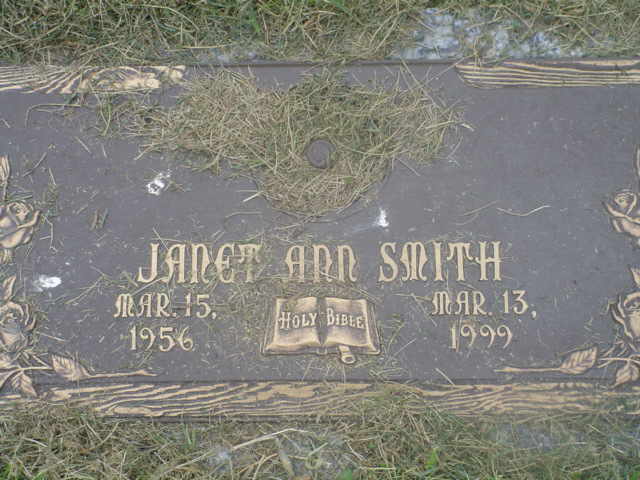 JANET ANN SMITH
MAR. 15, 1956
HOLY BIBLE
MAR. 13, 1999